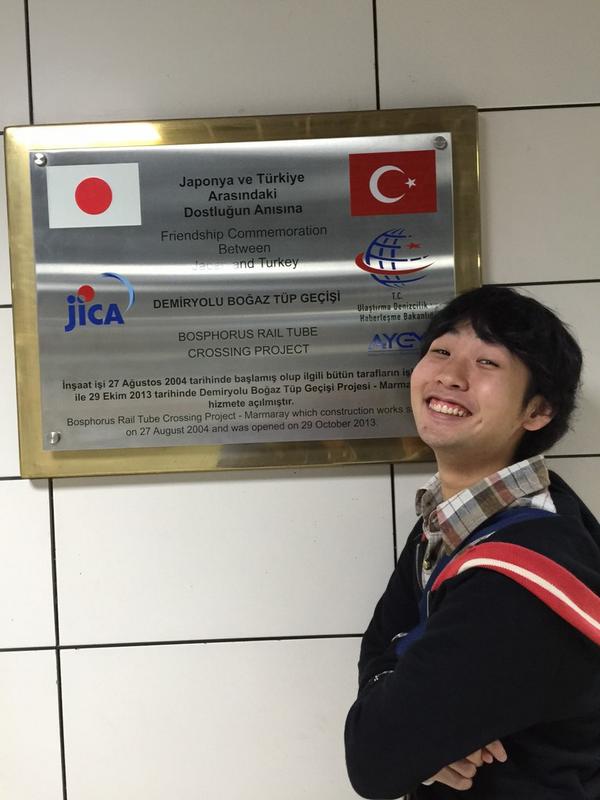 Japonya ve Türkiye
Arasındaki
Dostluğun Anısına
Friendship Commemoration
Between
Japan and Turkey
JICA
DEMİRYOLU BOĞAZ TÜP GEÇİŞİ
T.C.
Ulaştırma Denizcilik
Haberleşme Bakanlığı
BOSPHORUS RAIL TUBE
CROSSING PROJECT
İnşaat işi 27 Ağustos 2004 tarihinde başlamış olup ilgili bütün tarafların
ile 29 Ekim 2013 tarihinde Demiryolu Boğaz Tüp Geçişi Projesi -
hizmete açılmıştır.
Bosphorus Rail Tube Crossing Project - Marmaray which construction works
on 27 August 2004 and was opened on 29 October 2013